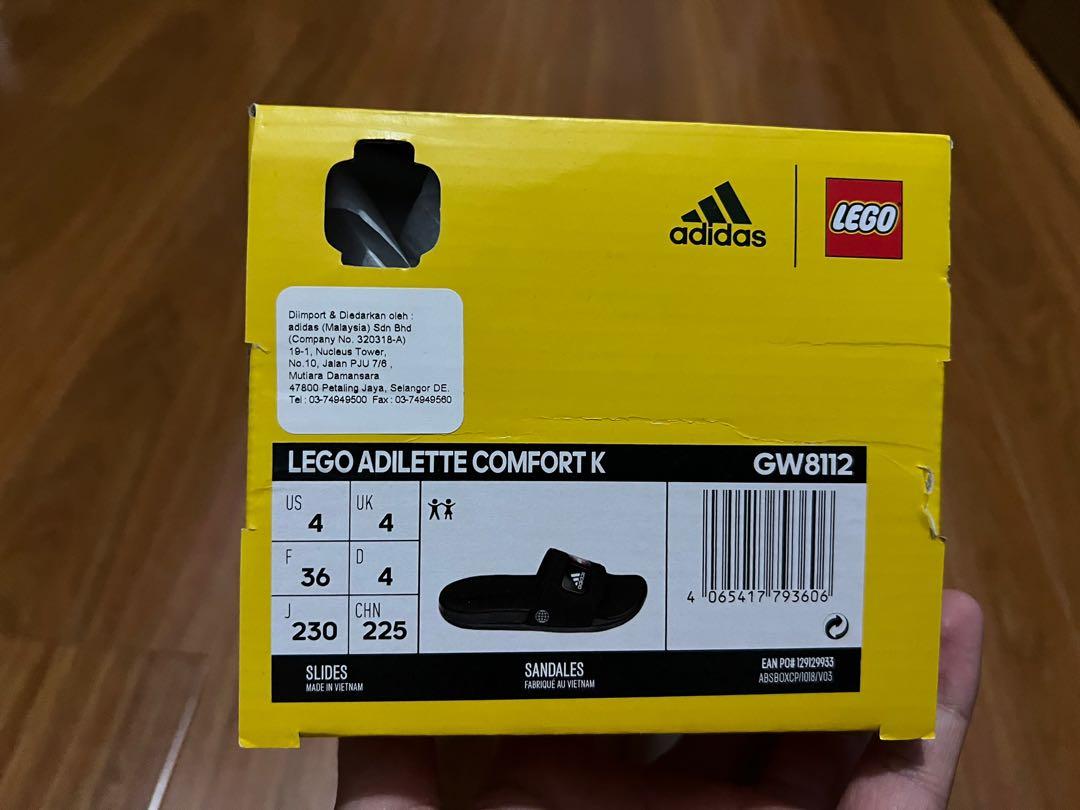 adidas
LEGO
Diimport & Diedarkan oleh :
adidas (Malaysia) Sdn Bhd
(Company No. 320318-A)
19-1, Nucleus Tower,
No.10, Jalan PJU 7/6 ,
Mutiara Damansara
47800 Petaling Jaya, Selangor DE.
Tel : 03-74949500 Fax : 03-74949560
LEGO ADILETTE COMFORT K GW8112
US 4 UK 4
F 36 D 4
J 230 CHN 225
adidas
4 065417 793606
SLIDES
MADE IN VIETNAM
SANDALES
FABRIQUÉ AU VIETNAM
EAN PO# 129129933
ABSBOXCP/1018/V03